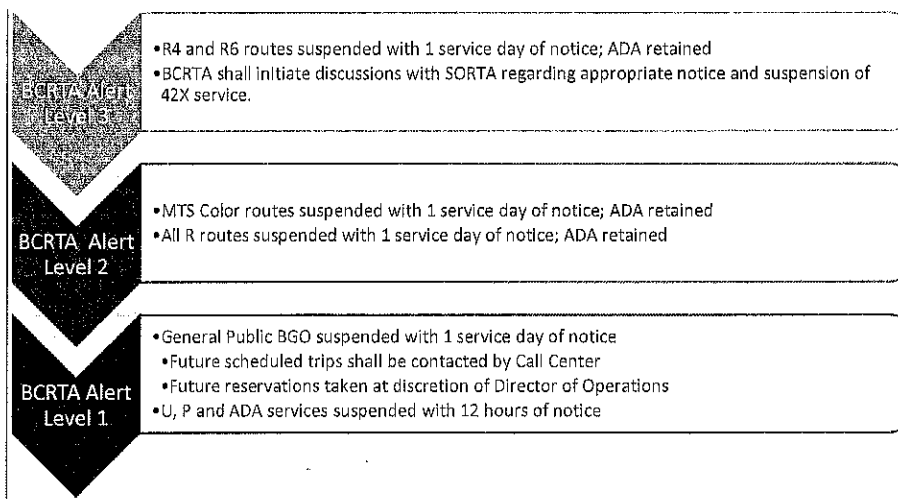 BCRTA Alert
Level 3
•R4 and R6 routes suspended with 1 service day of notice; ADA retained
•BCRTA shall initiate discussions with SORTA regarding appropriate notice and suspension of
42X service.
BCRTA Alert
Level 2
•MTS Color routes suspended with 1 service day of notice; ADA retained
•All R routes suspended with 1 service day of notice; ADA retained
BCRTA Alert
Level 1
•General Public BGO suspended with 1 service day of notice
•Future scheduled trips shall be contacted by Call Center
•Future reservations taken at discretion of Director of Operations
•U, P and ADA services suspended with 12 hours of notice